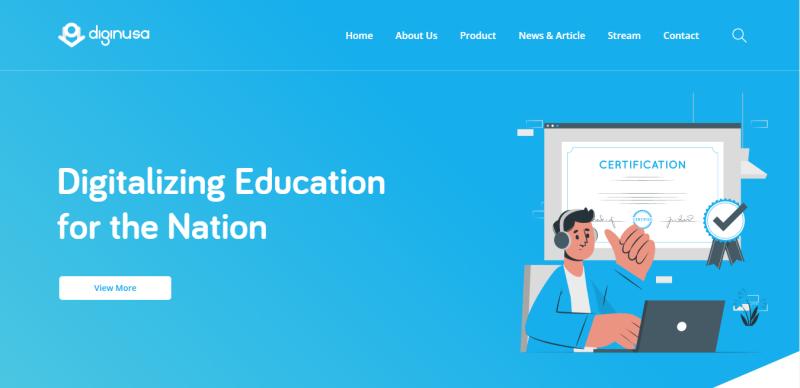 diginusa
Home
About Us
Product
News & Article
Stream
Contact
Digitalizing Education
for the Nation
View More
CERTIFICATION